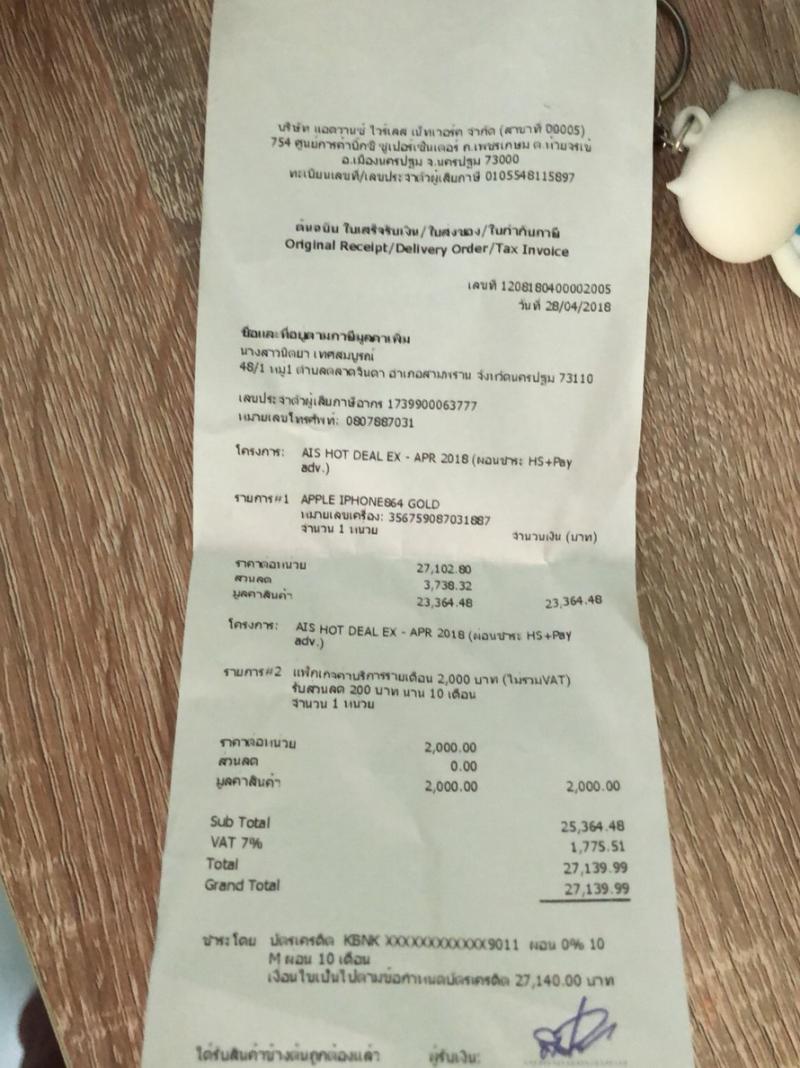 บริษัท แอดวานซ์ ไวร์เลส เน็ทเวอร์ค จำกัด (สาขาที่ 00005)
754 ศูนย์การค้าบิ๊กซี ซูเปอร์เซ็นเตอร์ ถ.เพชรเกษม ต.ห้วยจรเข้
อ.เมืองนครปฐม จ.นครปฐม 73000
ทะเบียนเลขที่/เลขประจำตัวผู้เสียภาษี 0105548115897
ต้นฉบับ ใบเสร็จรับเงิน/ใบส่งของ/ใบกำกับภาษี
Original Receipt/Delivery Order/Tax Invoice
เลขที่ 1208180400002005
วันที่ 28/04/2018
ชื่อและที่อยู่ตามภาษีมูลค่าเพิ่ม
นางสาวนิตยา เทศสมบูรณ์
48/1 หมู่1 ตำบลตลาดจินดา อำเภอสามพราน จังหวัดนครปฐม 73110
เลขประจำตัวผู้เสียภาษีอากร 1739900063777
หมายเลขโทรศัพท์: 0807887031
โครงการ: AIS HOT DEAL EX - APR 2018 (ผ่อนชำระ HS+Pay
adv.)
รายการ#1 APPLE IPHONE864 GOLD
หมายเลขเครื่อง: 356759087031887
จำนวน 1 หน่วย จำนวนเงิน (บาท)
ราคาต่อหน่วย 27,102.80
ส่วนลด 3,738.32
มูลค่าสินค้า 23,364.48 23,364.48
โครงการ: AIS HOT DEAL EX - APR 2018 (ผ่อนชำระ HS+Pay
adv.)
รายการ#2 แพ็กเกจค่าบริการรายเดือน 2,000 บาท (ไม่รวมVAT)
รับส่วนลด 200 บาท นาน 10 เดือน
จำนวน 1 หน่วย
ราคาต่อหน่วย 2,000.00
ส่วนลด 0.00
มูลค่าสินค้า 2,000.00 2,000.00
Sub Total 25,364.48
VAT 7% 1,775.51
Total 27,139.99
Grand Total 27,139.99
ชำระโดย บัตรเครดิต KBNK XXXXXXXXXXXX9011 ผ่อน 0% 10
M ผ่อน 10 เดือน
เงื่อนไขเป็นไปตามข้อกำหนดบัตรเครดิต 27,140.00 บาท
ได้รับสินค้าข้างต้นถูกต้องแล้ว ผู้รับเงิน: